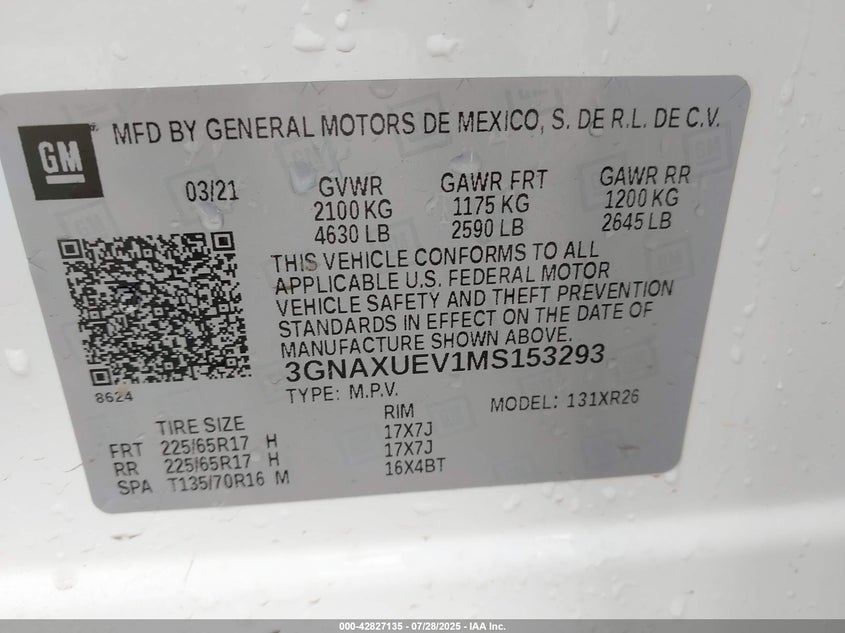 GM
MFD BY GENERAL MOTORS DE MEXICO, S. DE R.L. DE C.V.
03/21 GVWR GAWR FRT GAWR RR
2100 KG 1175 KG 1200 KG
4630 LB 2590 LB 2645 LB
THIS VEHICLE CONFORMS TO ALL
APPLICABLE U.S. FEDERAL MOTOR
VEHICLE SAFETY AND THEFT PREVENTION
STANDARDS IN EFFECT ON THE DATE OF
MANUFACTURE SHOWN ABOVE.
3GNAXUEV1MS153293
8624
TYPE: M.P.V. MODEL: 131XR26
TIRE SIZE RIM
FRT 225/65R17 H 17X7J
RR 225/65R17 H 17X7J
SPA T135/70R16 M 16X4BT
000-42827135 - 07/28/2025 - IAA Inc.